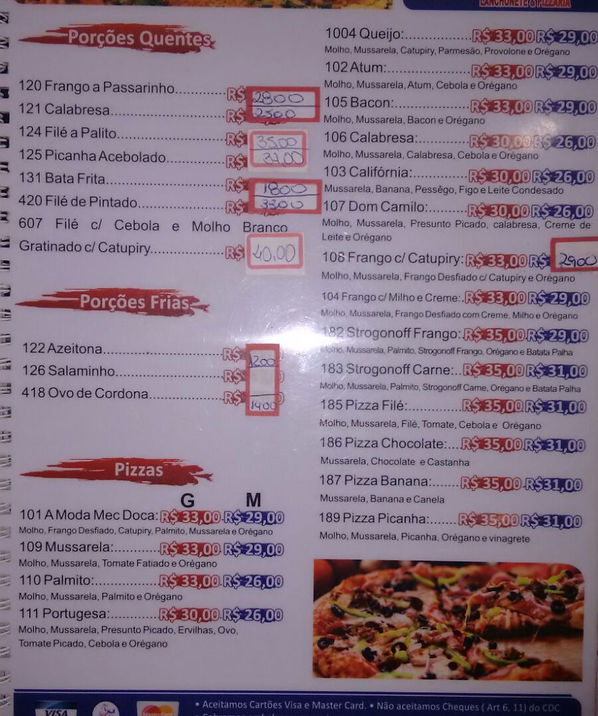 LANCHONETE & PIZZARIA
Porções Quentes
120 Frango a Passarinho...............R$ 28,00
121 Calabresa...............R$ 25,00
124 Filé a Palito...............R$ 35,00
125 Picanha Acebolado...............R$ 37,00
131 Bata Frita...............R$ 18,00
420 Filé de Pintado...............R$ 33,00
607 Filé c/ Cebola e Molho Branco
Gratinado c/ Catupiry...............R$ 40,00
Porções Frias
122 Azeitona...............R$ 12,00
126 Salaminho...............R$
418 Ovo de Cordona...............R$ 14,00
Pizzas
G M
101 A Moda Mec Doca: R$ 33,00 R$ 29,00
Molho, Frango Desfiado, Catupiry, Palmito, Mussarela e Orégano
109 Mussarela:............R$ 33,00 R$ 29,00
Molho, Mussarela, Tomate Fatiado e Orégano
110 Palmito:............R$ 33,00 R$ 26,00
Molho, Mussarela, Palmito e Orégano
111 Portugesa:............R$ 30,00 R$ 26,00
Molho, Mussarela, Presunto Picado, Ervilhas, Ovo,
Tomate Picado, Cebola e Orégano
1004 Queijo:............R$ 33,00 R$ 29,00
Molho, Mussarela, Catupiry, Parmesão, Provolone e Orégano
102 Atum:............R$ 33,00 R$ 29,00
Molho, Mussarela, Atum, Cebola e Orégano
105 Bacon:............R$ 33,00 R$ 29,00
Molho, Mussarela, Bacon e Orégano
106 Calabresa:............R$ 30,00 R$ 26,00
Molho, Mussarela, Calabresa, Cebola e Orégano
103 Califórnia:............R$ 30,00 R$ 26,00
Mussarela, Banana, Pessêgo, Figo e Leite Condesado
107 Dom Camilo:............R$ 30,00 R$ 26,00
Molho, Mussarela, Presunto Picado, calabresa, Creme de
Leite e Orégano
108 Frango c/ Catupiry: R$ 33,00 R$ 29,00
Molho, Mussarela, Frango Desfiado c/ Catupiry e Orégano
104 Frango c/ Milho e Creme: R$ 33,00 R$ 29,00
Molho, Mussarela, Frango Desfiado com Creme, Milho e Orégano
182 Strogonoff Frango: R$ 35,00 R$ 29,00
Molho, Mussarela, Palmito, Strogonoff Frango, Orégano e Batata Palha
183 Strogonoff Carne:.. R$ 35,00 R$ 31,00
Molho, Mussarela, Palmito, Strogonoff Carne, Orégano e Batata Palha
185 Pizza Filé:............R$ 35,00 R$ 31,00
Molho, Mussarela, Filé, Tomate, Cebola e Orégano
186 Pizza Chocolate:...R$ 35,00 R$ 31,00
Mussarela, Chocolate e Castanha
187 Pizza Banana:......R$ 35,00 R$ 31,00
Mussarela, Banana e Canela
189 Pizza Picanha:......R$ 35,00 R$ 31,00
Molho, Mussarela, Picanha, Orégano e vinagrete
VISA MasterCard • Aceitamos Cartões Visa e Master Card. • Não aceitamos Cheques ( Art 6, 11) do CDC